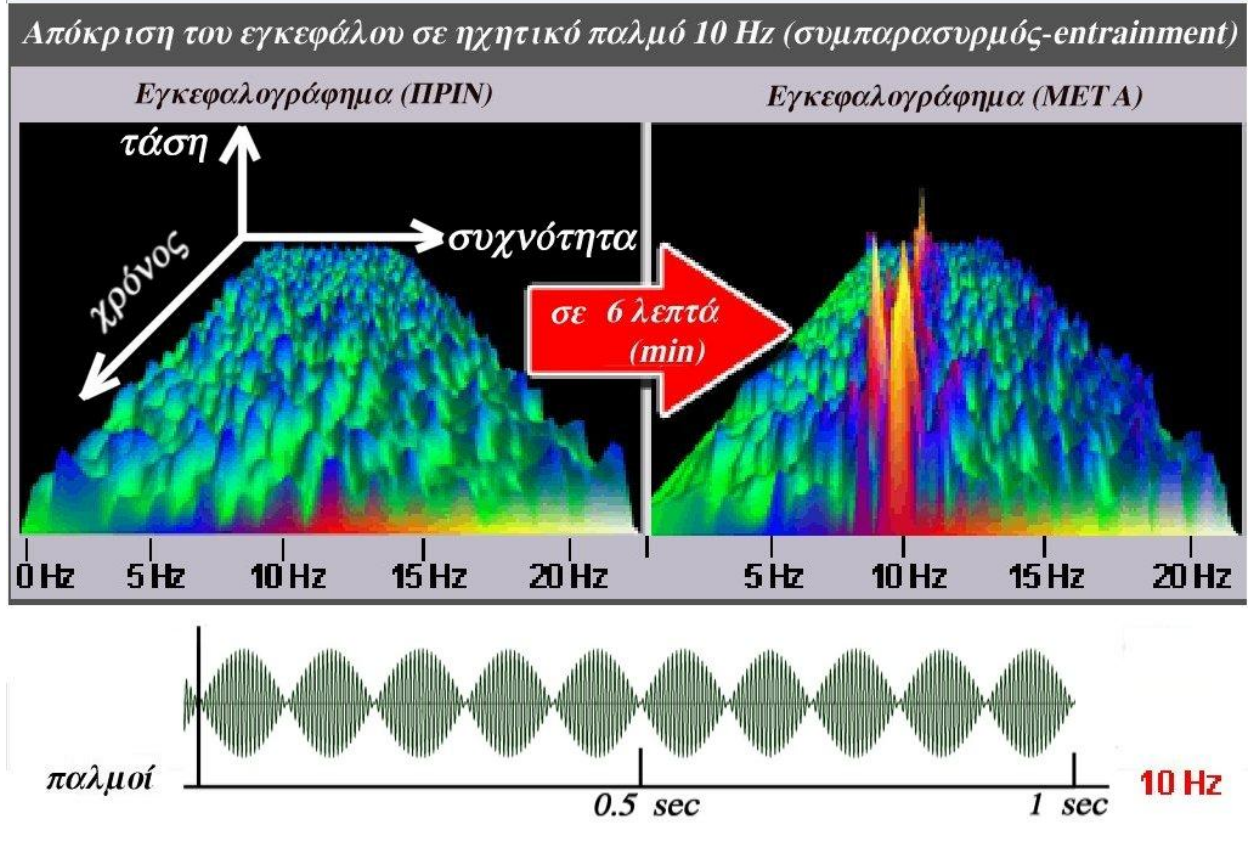 Απόκριση του εγκεφάλου σε ηχητικό παλμό 10 Hz (συμπαρασυρμός-entrainment)
Εγκεφαλογράφημα (ΠΡΙΝ)
Εγκεφαλογράφημα (ΜΕΤΑ)
τάση
συχνότητα
χρόνος
σε 6 λεπτά
(min)
0 Hz 5 Hz 10 Hz 15 Hz 20 Hz
5 Hz 10 Hz 15 Hz 20 Hz
παλμοί
0.5 sec
1 sec
10 Hz